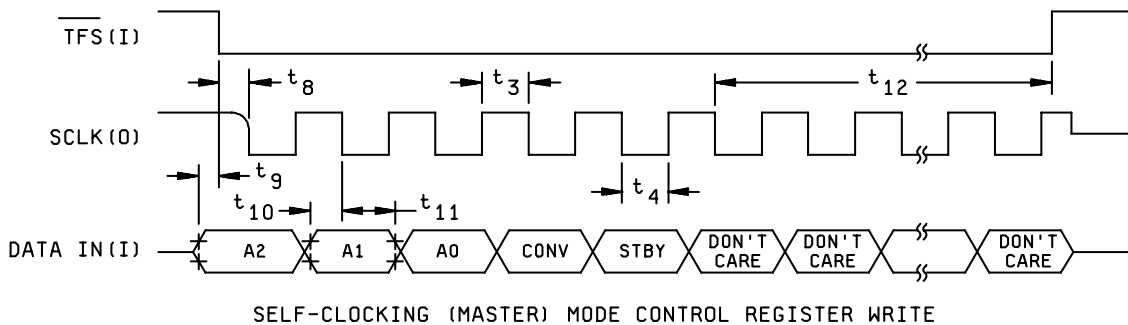 T̅F̅S̅(I)
t8
t3
t12
SCLK(O)
t9
t10
t4
t11
DATA IN(I)
A2
A1
A0
CONV
STBY
DON'T CARE
DON'T CARE
DON'T CARE
SELF-CLOCKING (MASTER) MODE CONTROL REGISTER WRITE